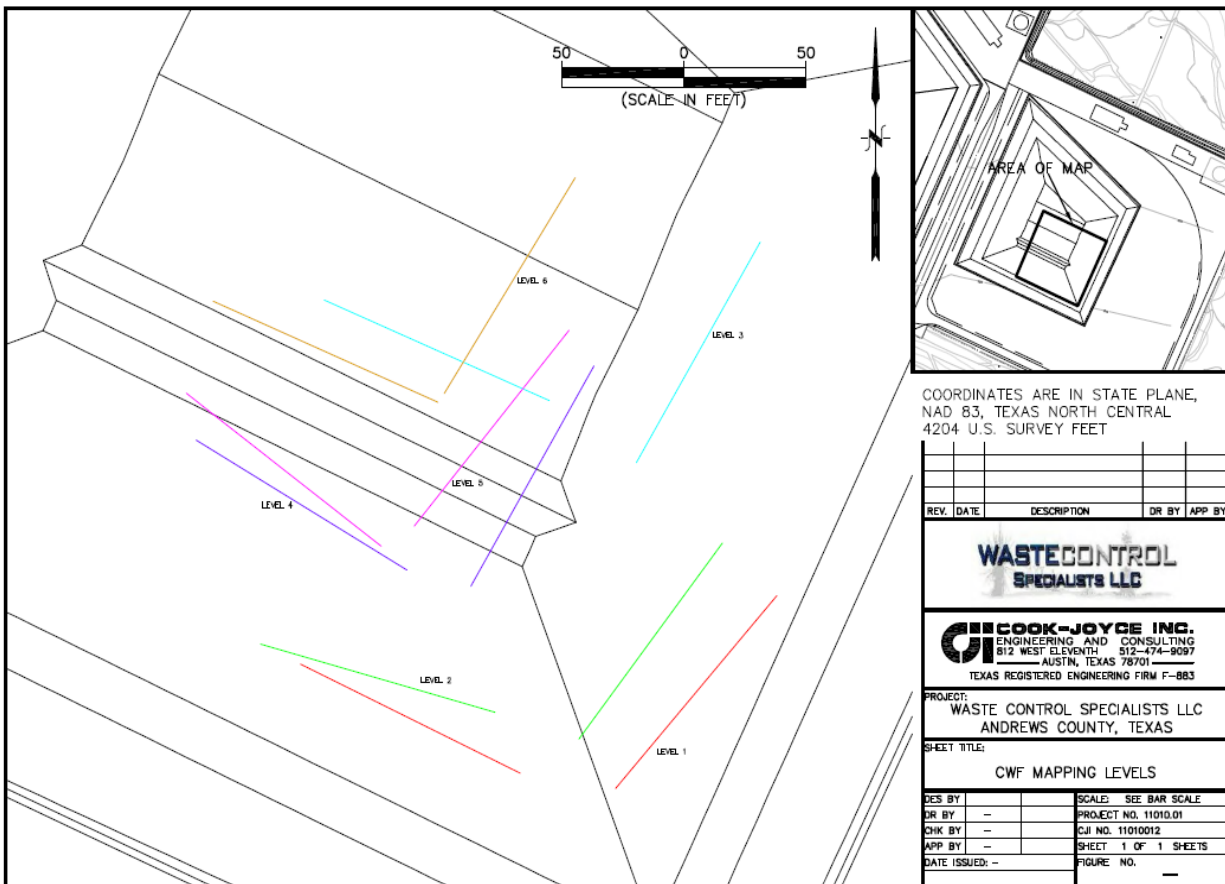 50 0 50
(SCALE IN FEET)
N
AREA OF MAP
LEVEL 6
LEVEL 3
LEVEL 5
LEVEL 4
LEVEL 2
LEVEL 1
COORDINATES ARE IN STATE PLANE,
NAD 83, TEXAS NORTH CENTRAL
4204 U.S. SURVEY FEET
REV. DATE DESCRIPTION DR BY APP BY
WASTE CONTROL
SPECIALISTS LLC
COOK-JOYCE INC.
ENGINEERING AND CONSULTING
812 WEST ELEVENTH 512-474-9097
AUSTIN, TEXAS 78701
TEXAS REGISTERED ENGINEERING FIRM F-883
PROJECT:
WASTE CONTROL SPECIALISTS LLC
ANDREWS COUNTY, TEXAS
SHEET TITLE:
CWF MAPPING LEVELS
DES BY SCALE: SEE BAR SCALE
DR BY – PROJECT NO. 11010.01
CHK BY – CJI NO. 11010012
APP BY – SHEET 1 OF 1 SHEETS
DATE ISSUED: – FIGURE NO.
—